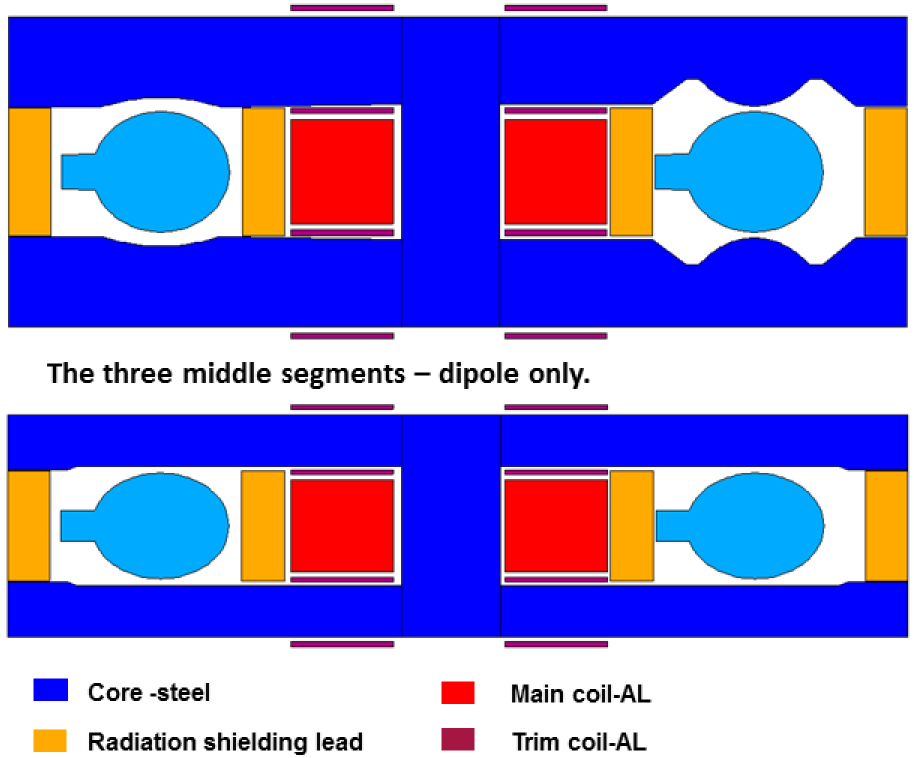 The three middle segments – dipole only.
Core -steel
Main coil-AL
Radiation shielding lead
Trim coil-AL